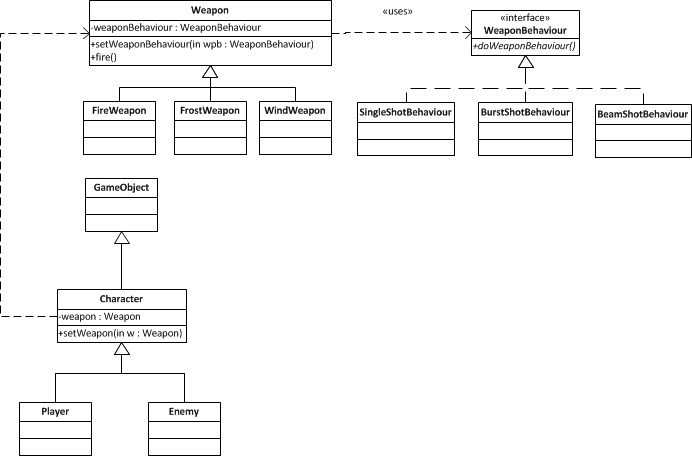 Weapon
-weaponBehaviour : WeaponBehaviour
+setWeaponBehaviour(in wpb : WeaponBehaviour)
+fire()
«uses»
«interface»
WeaponBehaviour
+doWeaponBehaviour()
FireWeapon
FrostWeapon
WindWeapon
SingleShotBehaviour
BurstShotBehaviour
BeamShotBehaviour
GameObject
Character
-weapon : Weapon
+setWeapon(in w : Weapon)
Player
Enemy